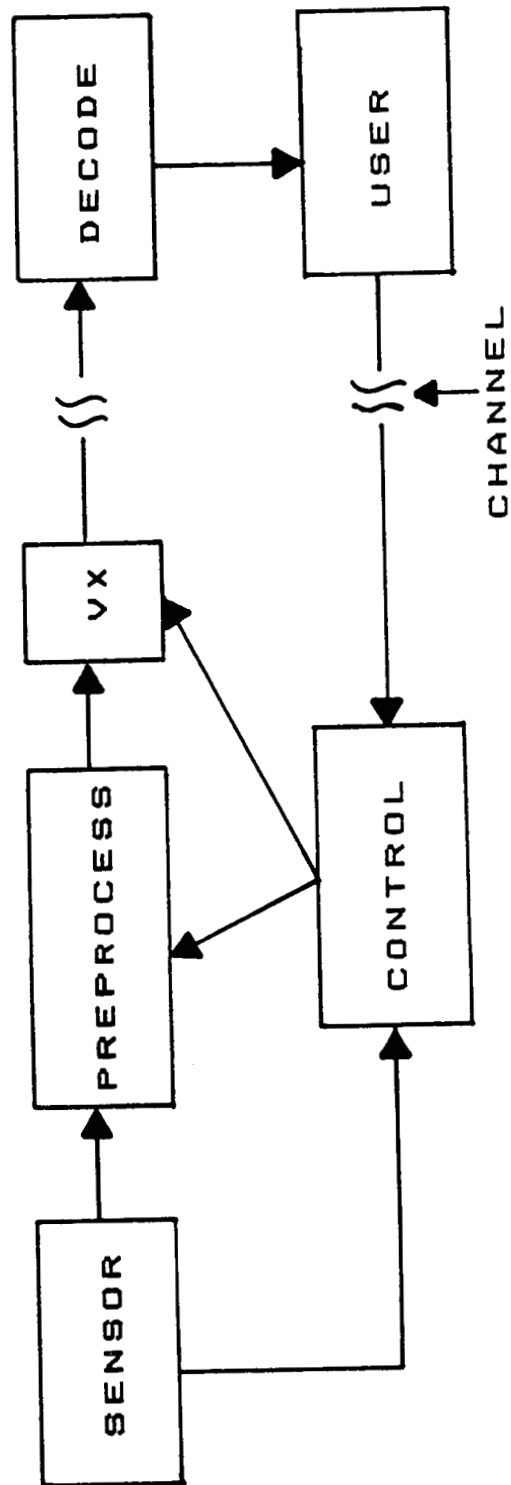 SENSOR
PREPROCESS
VX
DECODE
CONTROL
USER
CHANNEL